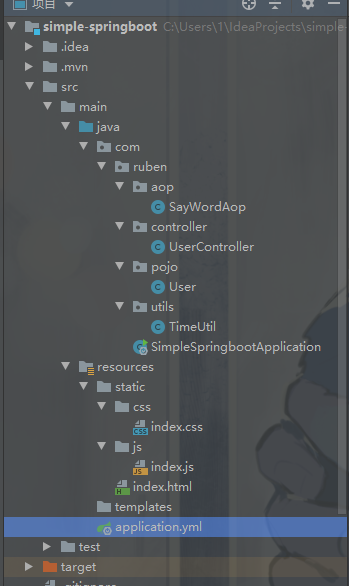 项目
simple-springboot C:\Users\1\IdeaProjects\simple-
.idea
.mvn
src
main
java
com
ruben
aop
SayWordAop
controller
UserController
pojo
User
utils
TimeUtil
SimpleSpringbootApplication
resources
static
css
index.css
js
index.js
index.html
templates
application.yml
test
target
.gitignore